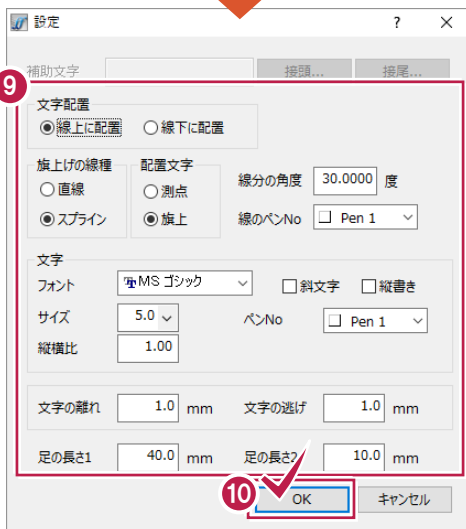 設定 ? ×
補助文字 接頭... 接尾...
9
文字配置
線上に配置 線下に配置
旗上げの線種 配置文字
直線 測点 線分の角度 30.0000 度
スプライン 旗上 線のペンNo Pen 1
文字
フォント MS ゴシック 斜文字 縦書き
サイズ 5.0 ペンNo Pen 1
縦横比 1.00
文字の離れ 1.0 mm 文字の逃げ 1.0 mm
足の長さ1 40.0 mm 足の長さ2 10.0 mm
10 OK キャンセル